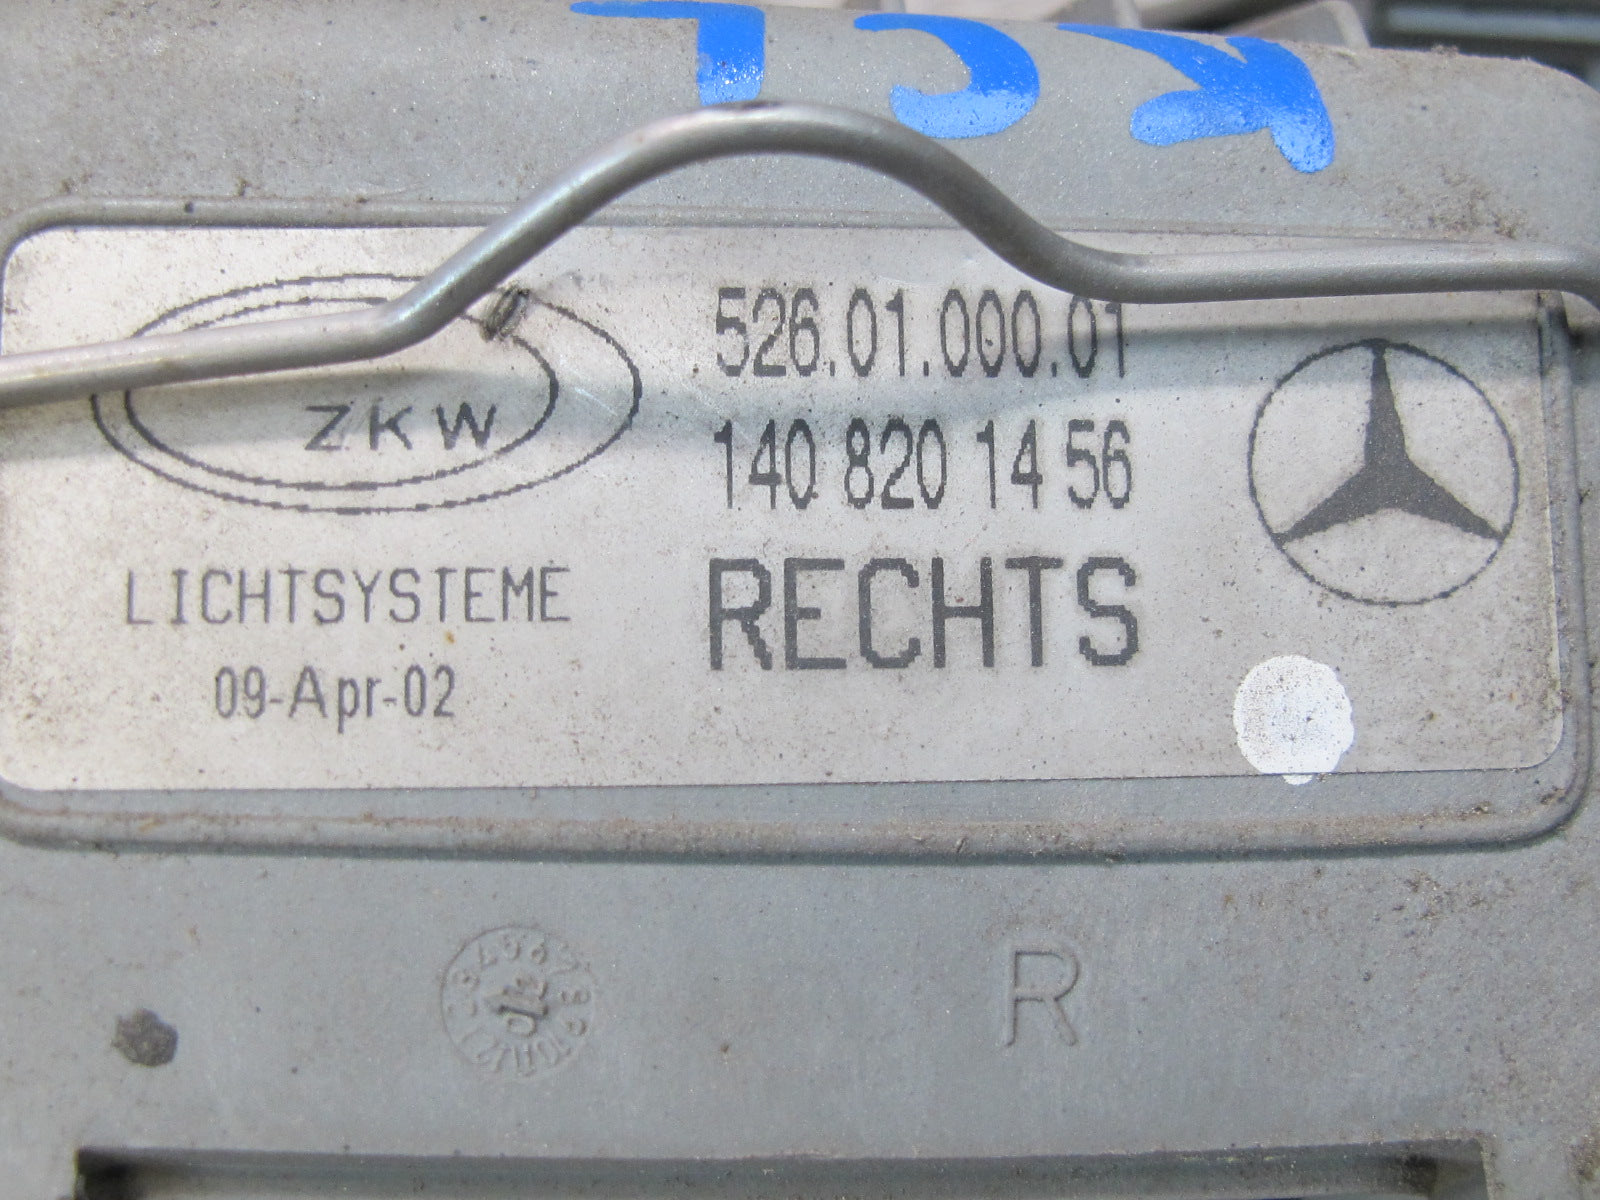 ZKW
LICHTSYSTEME
09-Apr-02
526.01.000.01
140 820 14 56
RECHTS
R